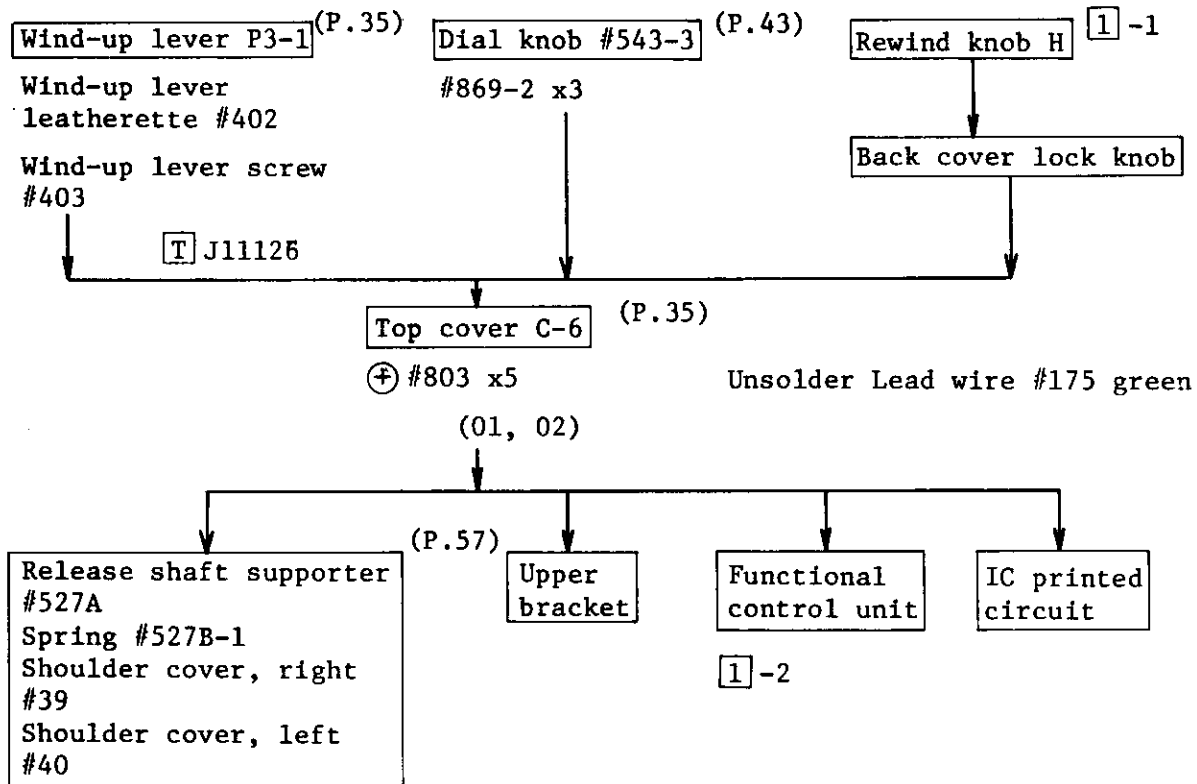 Wind-up lever P3-1
(P.35)
Wind-up lever
leatherette #402
Wind-up lever screw
#403
Dial knob #543-3
(P.43)
#869-2 x3
Rewind knob H
1 -1
Back cover lock knob
T J11126
Top cover C-6
(P.35)
#803 x5
Unsolder Lead wire #175 green
(01, 02)
(P.57)
Release shaft supporter
#527A
Spring #527B-1
Shoulder cover, right
#39
Shoulder cover, left
#40
Upper
bracket
Functional
control unit
1 -2
IC printed
circuit